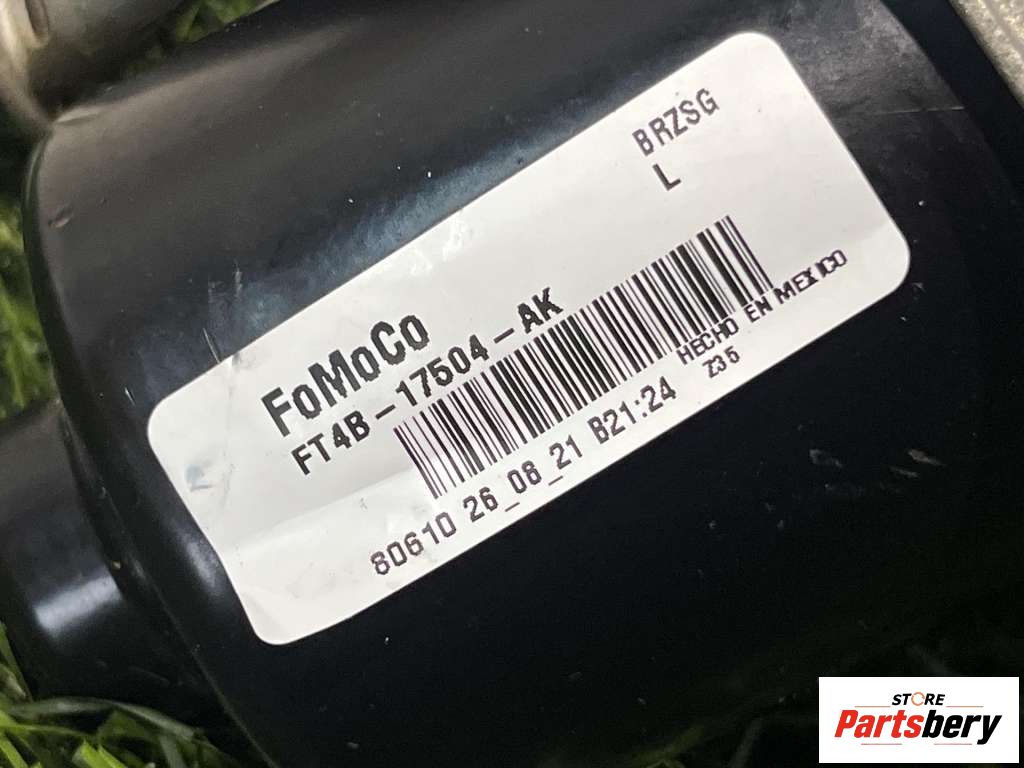 BRZSG
L
FoMoCo
FT4B-17504-AK
HECHO EN MEXICO
80610 26_08_21 B21:24 Z35
STORE
Partsbery